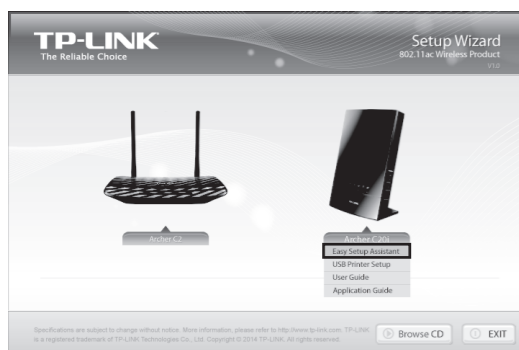 TP-LINK®
The Reliable Choice
Setup Wizard
802.11ac Wireless Product
V1.0
Archer C2
Archer C20i
Easy Setup Assistant
USB Printer Setup
User Guide
Application Guide
Specifications are subject to change without notice. More information, please refer to http://www.tp-link.com. TP-LINK
is a registered trademark of TP-LINK Technologies Co., Ltd. Copyright © 2014 TP-LINK. All rights reserved.
Browse CD
EXIT